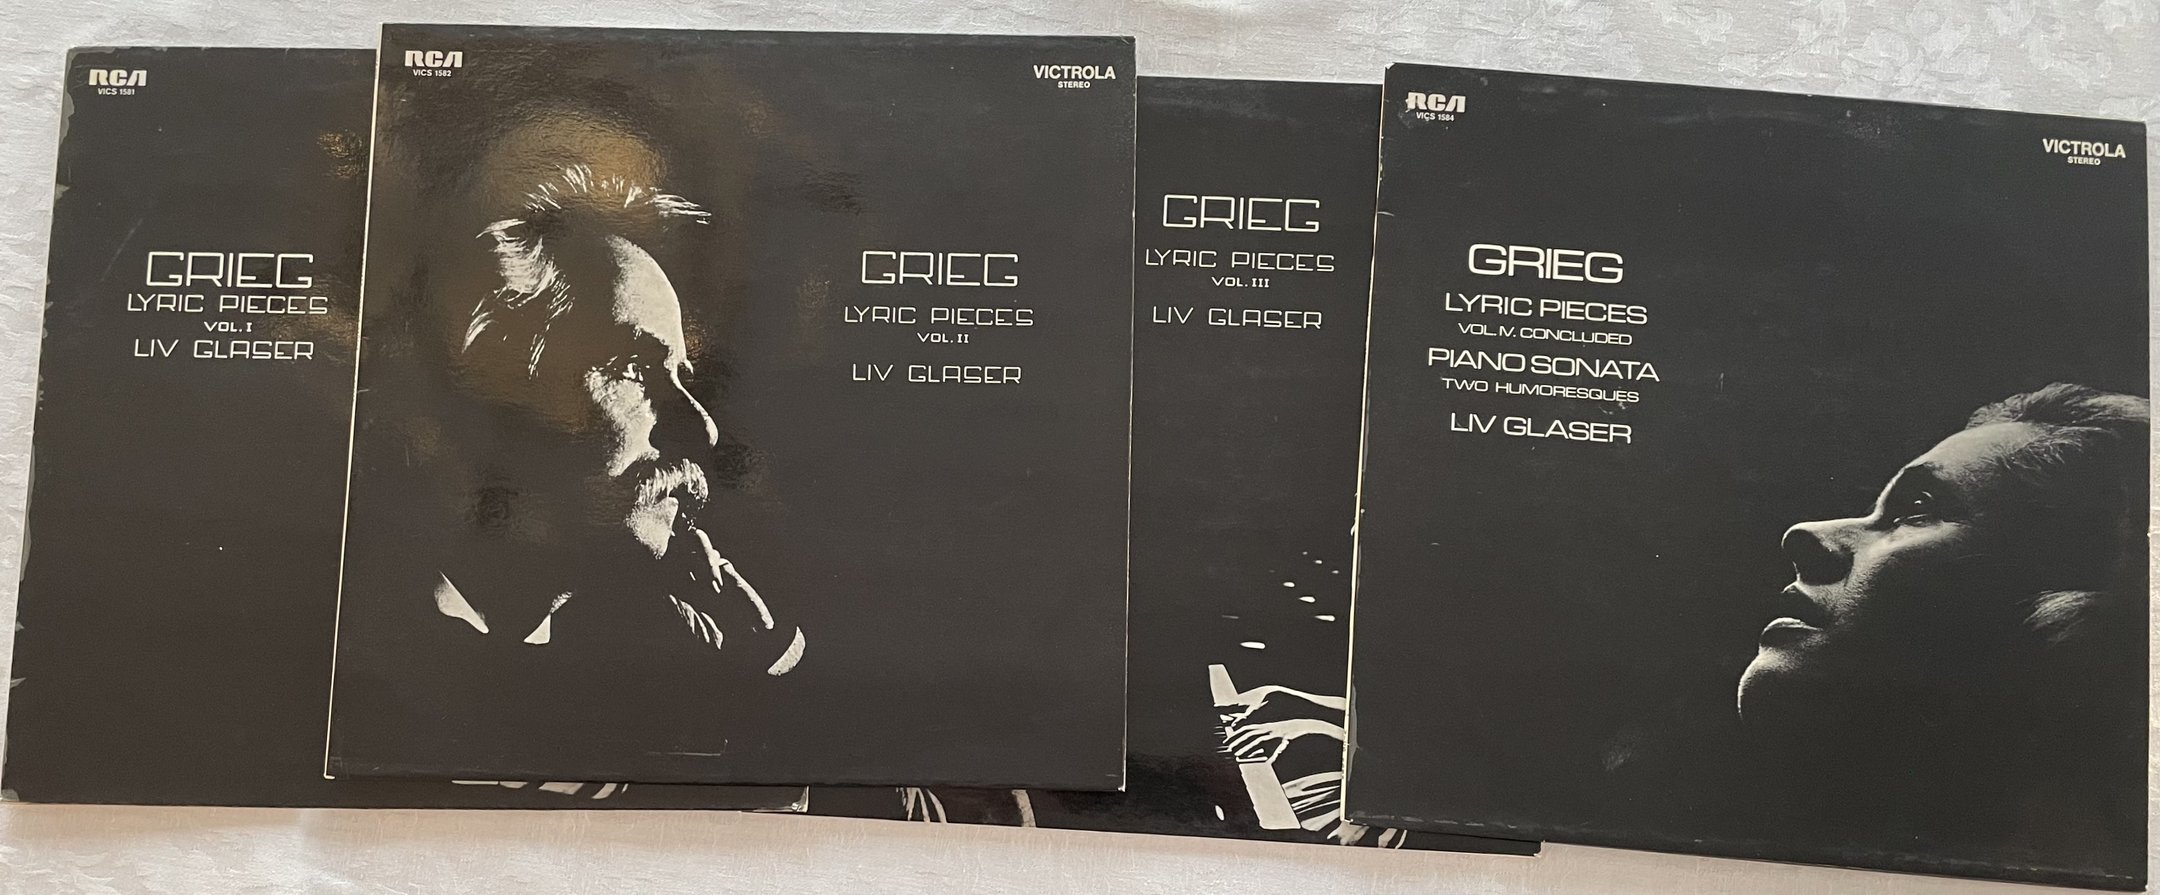 RCA
VICS 1581
GRIEG
LYRIC PIECES
VOL. I
LIV GLASER
RCA
VICS 1582
VICTROLA
STEREO
GRIEG
LYRIC PIECES
VOL. II
LIV GLASER
GRIEG
LYRIC PIECES
VOL. III
LIV GLASER
RCA
VICS 1584
VICTROLA
STEREO
GRIEG
LYRIC PIECES
VOL. IV. CONCLUDED
PIANO SONATA
TWO HUMORESQUES
LIV GLASER